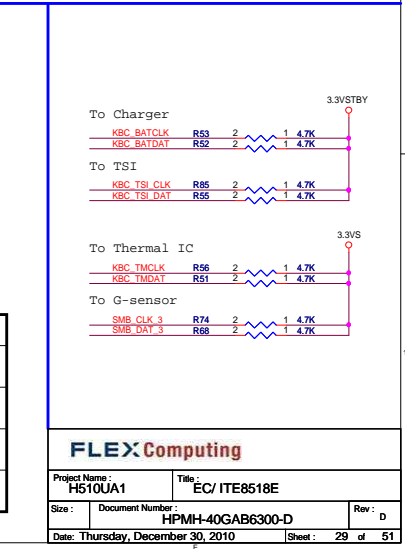 3.3VSTBY
To Charger
KBC_BATCLK R53 2 1 4.7K
KBC_BATDAT R52 2 1 4.7K
To TSI
KBC_TSI_CLK R85 2 1 4.7K
KBC_TSI_DAT R55 2 1 4.7K
3.3VS
To Thermal IC
KBC_TMCLK R56 2 1 4.7K
KBC_TMDAT R51 2 1 4.7K
To G-sensor
SMB_CLK_3 R74 2 1 4.7K
SMB_DAT_3 R68 2 1 4.7K
FLEX Computing
Project Name : Title :
H510UA1 EC/ ITE8518E
Size : Document Number : Rev :
HPMH-40GAB6300-D D
Date: Thursday, December 30, 2010 Sheet : 29 of 51
E